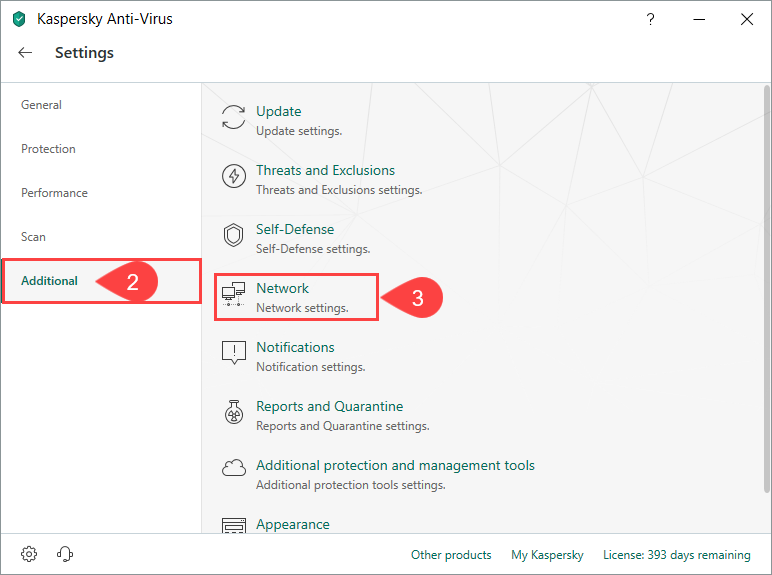 Kaspersky Anti-Virus
?
Settings
General
Protection
Performance
Scan
Additional
2
Update
Update settings.
Threats and Exclusions
Threats and Exclusions settings.
Self-Defense
Self-Defense settings.
Network
Network settings.
3
Notifications
Notification settings.
Reports and Quarantine
Reports and Quarantine settings.
Additional protection and management tools
Additional protection tools settings.
Appearance
Other products My Kaspersky License: 393 days remaining